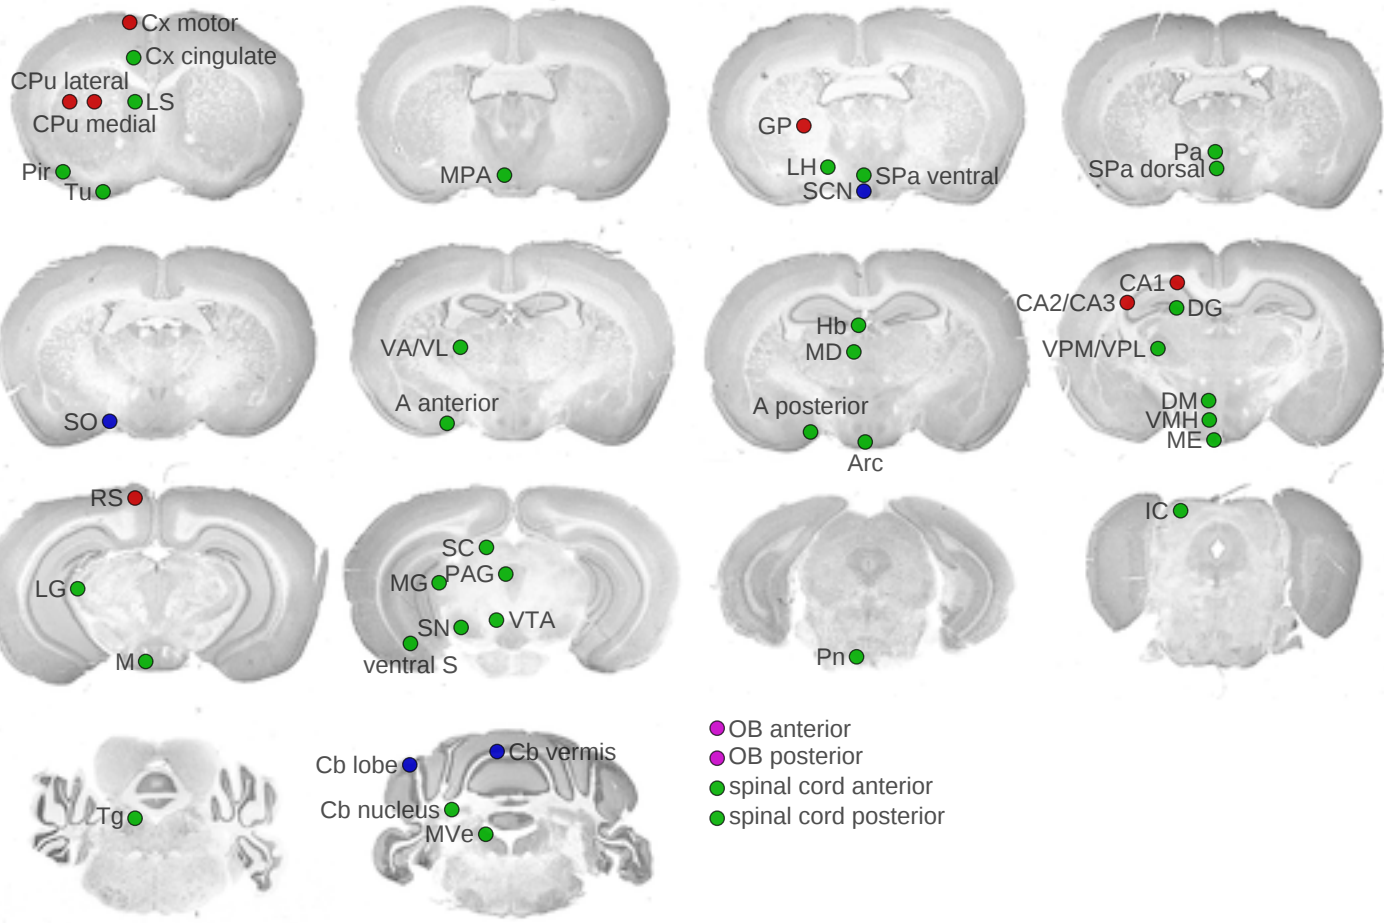 Cx motor
Cx cingulate
CPu lateral
LS
CPu medial
Pir
Tu
MPA
GP
LH
SPa ventral
SCN
Pa
SPa dorsal
SO
VA/VL
A anterior
Hb
MD
A posterior
Arc
CA1
CA2/CA3
DG
VPM/VPL
DM
VMH
ME
RS
LG
M
SC
MG
PAG
SN
VTA
ventral S
Pn
IC
Tg
Cb lobe
Cb vermis
Cb nucleus
MVe
OB anterior
OB posterior
spinal cord anterior
spinal cord posterior